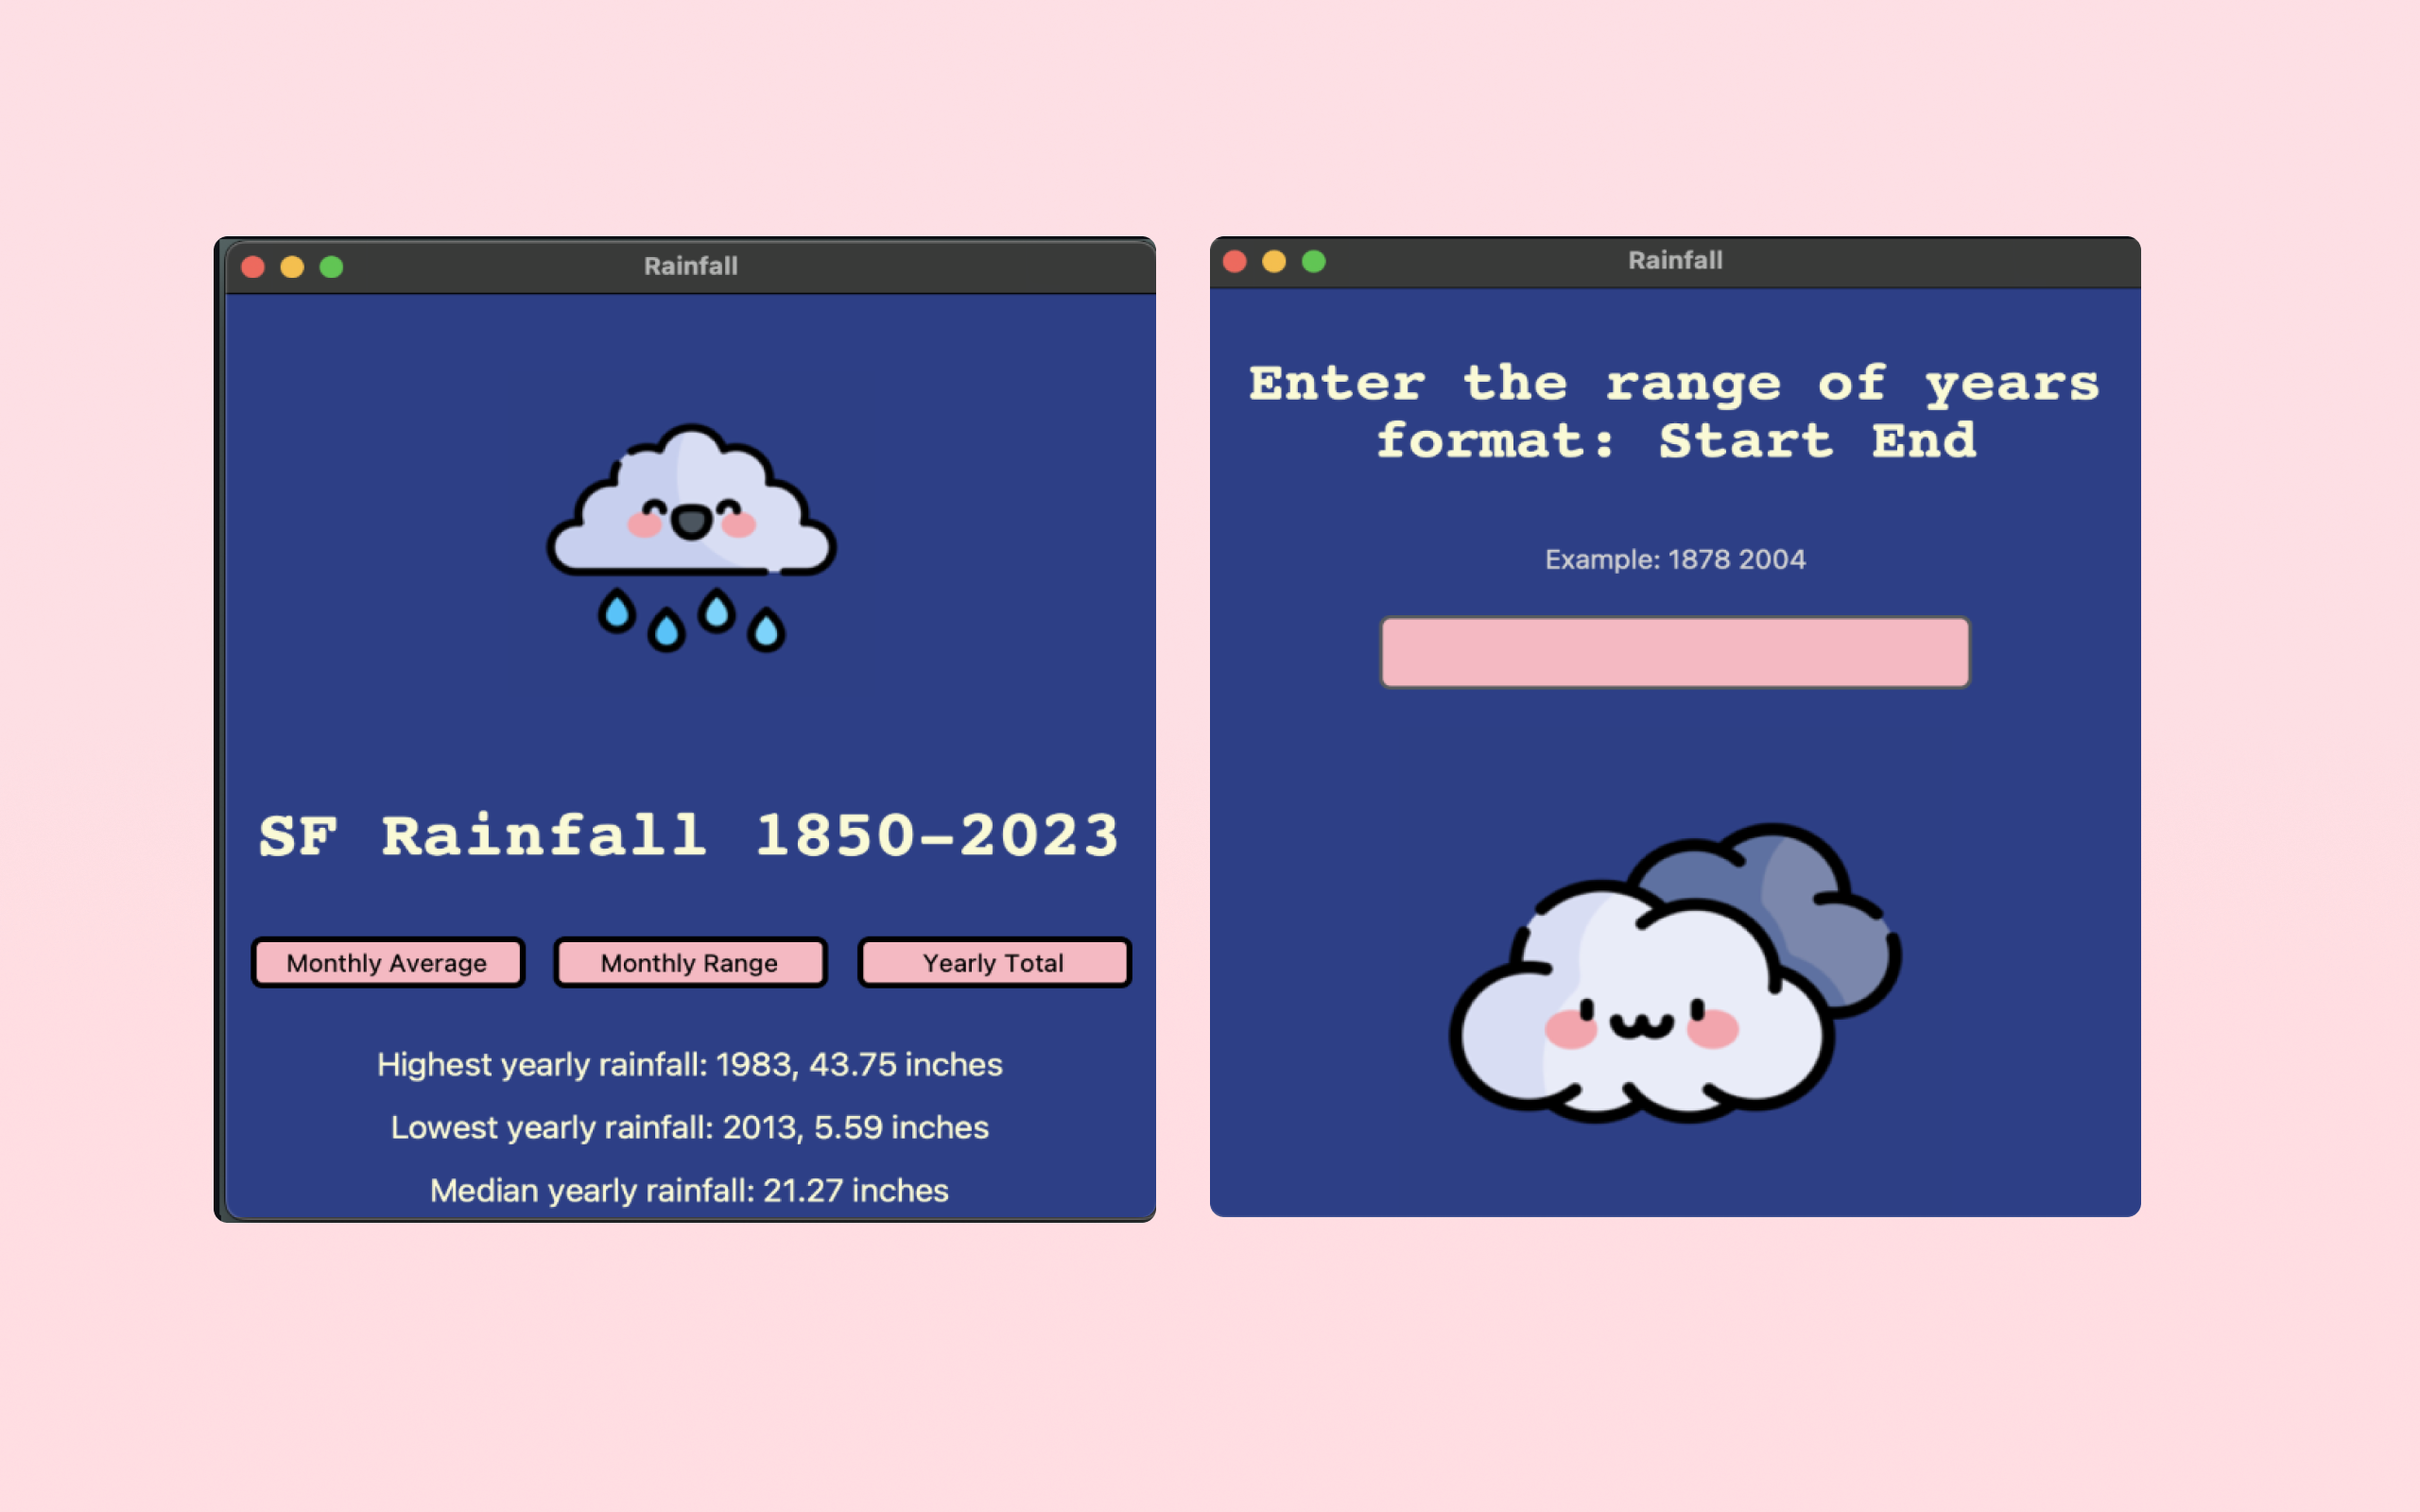 Rainfall
SF Rainfall 1850–2023
Monthly Average
Monthly Range
Yearly Total
Highest yearly rainfall: 1983, 43.75 inches
Lowest yearly rainfall: 2013, 5.59 inches
Median yearly rainfall: 21.27 inches
Rainfall
Enter the range of years
format: Start End
Example: 1878 2004